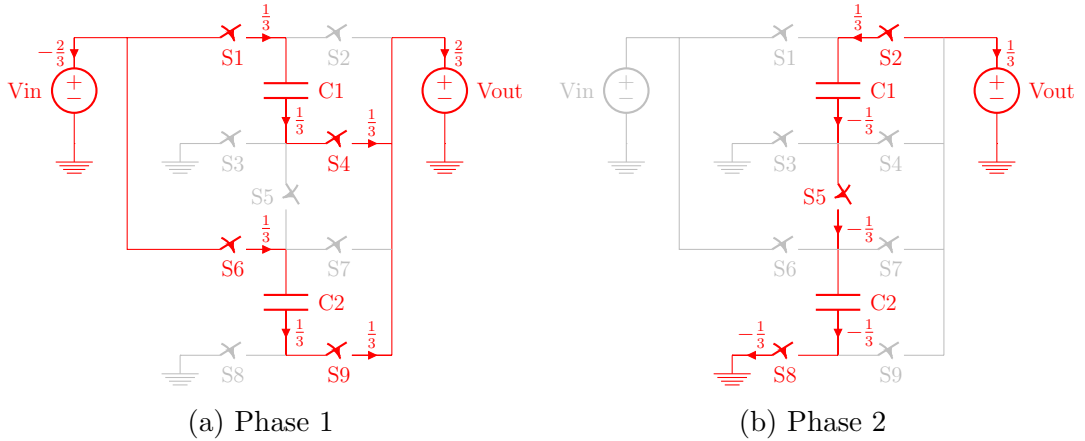 1/3 1/3
-2/3 S1 S2 2/3 S1 S2 1/3
Vin + − C1 + − Vout Vin + − C1 + − Vout
1/3 1/3 -1/3
S3 S4 S3 S4
S5 S5
1/3 -1/3
S6 S7 S6 S7
C2 C2
1/3 1/3 -1/3 -1/3
S8 S9 S8 S9
(a) Phase 1 (b) Phase 2